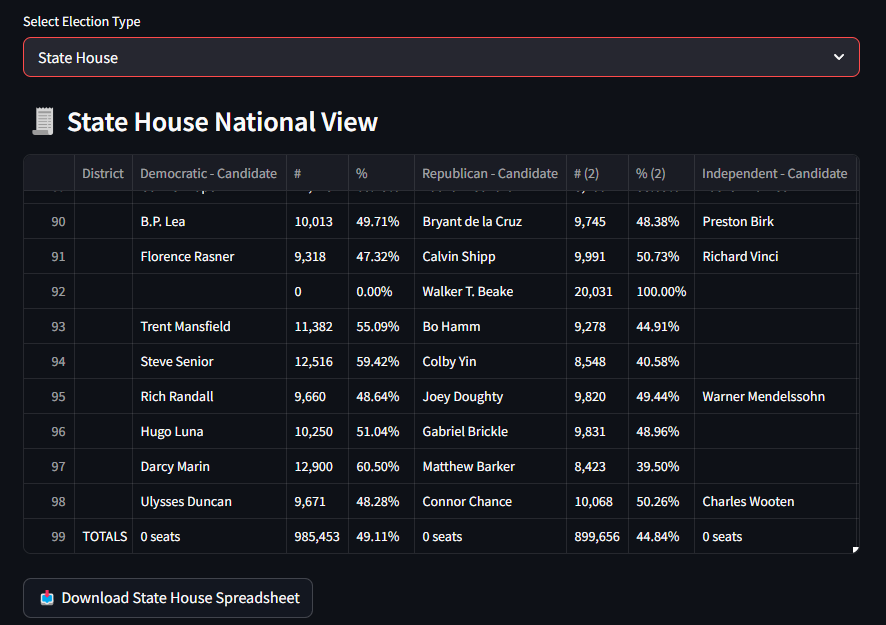 Select Election Type
State House
State House National View
District Democratic - Candidate # % Republican - Candidate # (2) % (2) Independent - Candidate
90 B.P. Lea 10,013 49.71% Bryant de la Cruz 9,745 48.38% Preston Birk
91 Florence Rasner 9,318 47.32% Calvin Shipp 9,991 50.73% Richard Vinci
92 0 0.00% Walker T. Beake 20,031 100.00%
93 Trent Mansfield 11,382 55.09% Bo Hamm 9,278 44.91%
94 Steve Senior 12,516 59.42% Colby Yin 8,548 40.58%
95 Rich Randall 9,660 48.64% Joey Doughty 9,820 49.44% Warner Mendelssohn
96 Hugo Luna 10,250 51.04% Gabriel Brickle 9,831 48.96%
97 Darcy Marin 12,900 60.50% Matthew Barker 8,423 39.50%
98 Ulysses Duncan 9,671 48.28% Connor Chance 10,068 50.26% Charles Wooten
99 TOTALS 0 seats 985,453 49.11% 0 seats 899,656 44.84% 0 seats
Download State House Spreadsheet